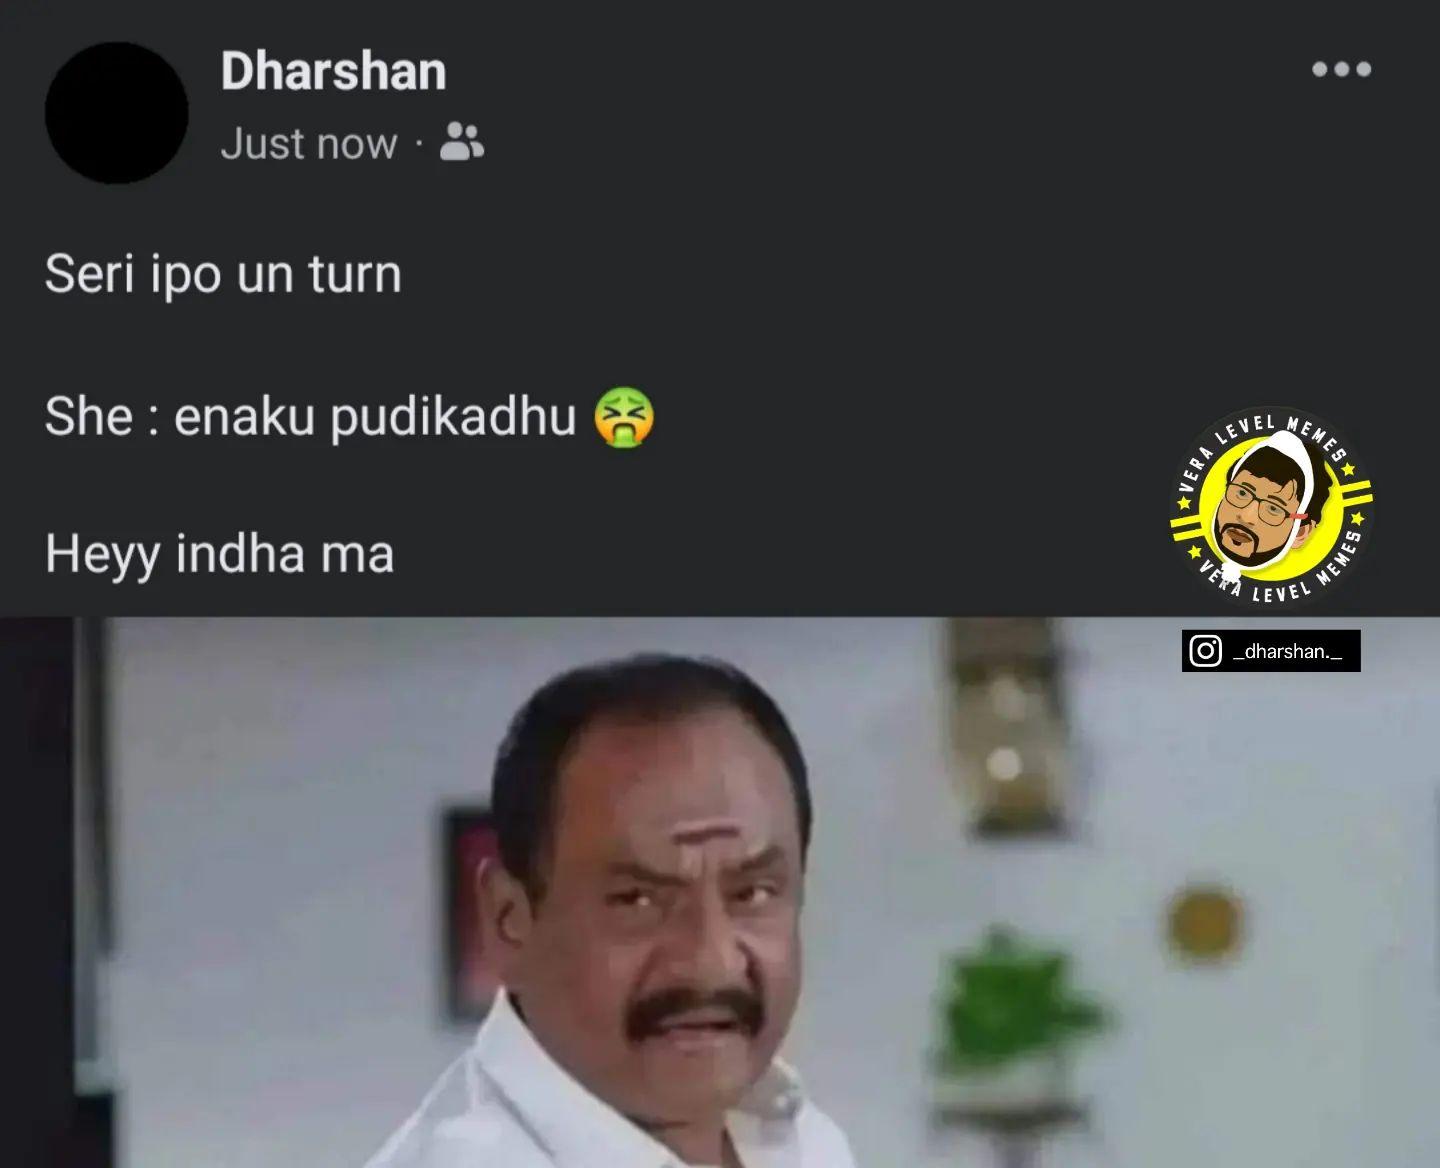 Dharshan
Just now ·
Seri ipo un turn
She : enaku pudikadhu 🤮
Heyy indha ma
VERA LEVEL MEMES
VERA LEVEL MEMES
_dharshan._